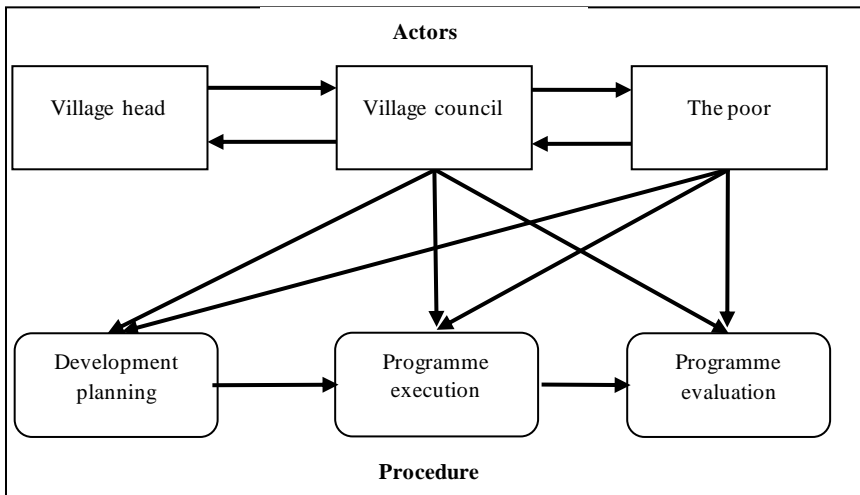 Actors
Village head
Village council
The poor
Development
planning
Programme
execution
Programme
evaluation
Procedure